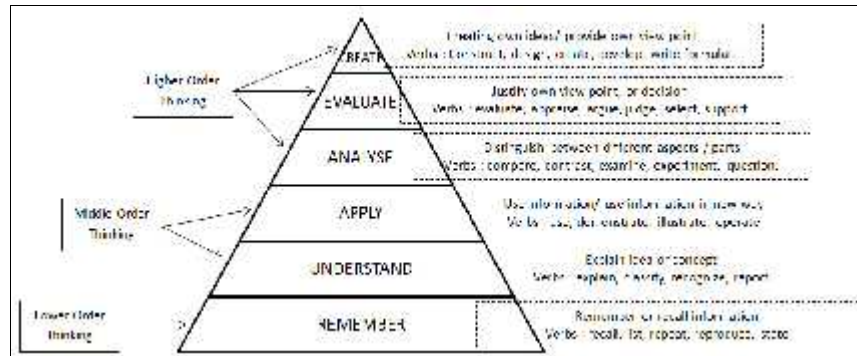 Creating own ideas/ provide own view point
Verbs : Construct, design, create, develop, write formulate
CREATE
Higher Order
Thinking
Justify own view point, or decision
EVALUATE
Verbs : evaluate, appraise, argue, judge, select, support
Distinguish between different aspects / parts
ANALYSE
Verbs : compare, contrast, examine, experiment, question.
Middle Order
Thinking
APPLY
Use information/ use information in new way
Verbs : use, demonstrate, illustrate, operate
UNDERSTAND
Explain idea or concept
Verbs : explain, classify, recognize, report
Lower Order
Thinking
REMEMBER
Remember or recall information
Verbs : recall, list, repeat, reproduce, state